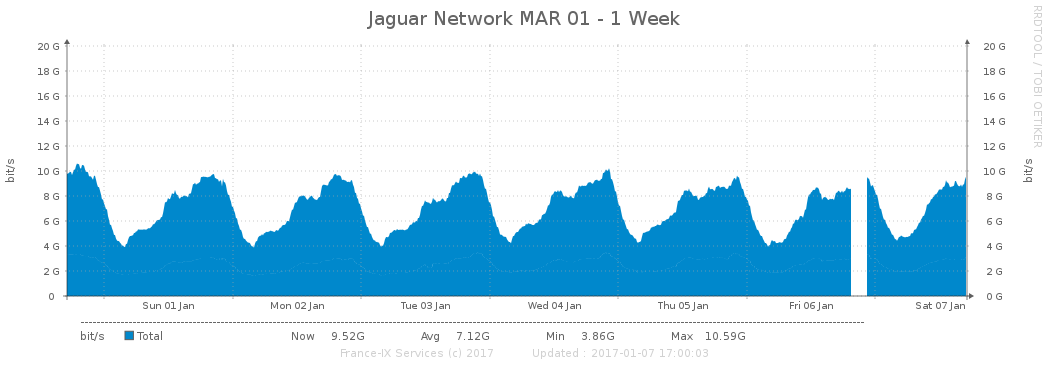 Jaguar Network MAR 01 - 1 Week
RRDTOOL / TOBI OETIKER
bit/s
bit/s
20 G 20 G
18 G 18 G
16 G 16 G
14 G 14 G
12 G 12 G
10 G 10 G
8 G 8 G
6 G 6 G
4 G 4 G
2 G 2 G
0 0 G
Sun 01 Jan Mon 02 Jan Tue 03 Jan Wed 04 Jan Thu 05 Jan Fri 06 Jan Sat 07 Jan
bit/s Total Now 9.52G Avg 7.12G Min 3.86G Max 10.59G
France-IX Services (c) 2017 Updated : 2017-01-07 17:00:03